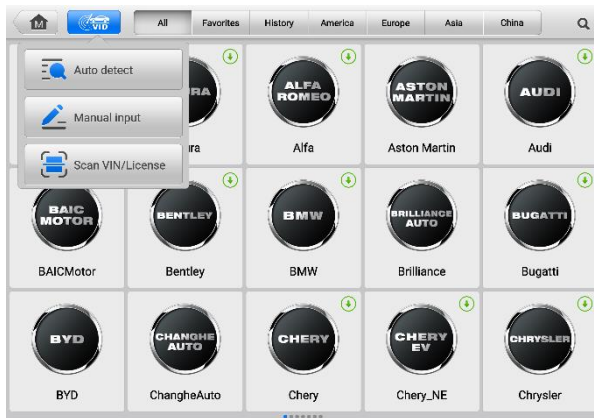 M
VID
All
Favorites
History
America
Europe
Asia
China
Auto detect
Manual input
Scan VIN/License
RA
ura
ALFA
ROMEO
Alfa
ASTON
MARTIN
Aston Martin
AUDI
Audi
BAIC
MOTOR
BAICMotor
BENTLEY
Bentley
BMW
BMW
BRILLIANCE
AUTO
Brilliance
BUGATTI
Bugatti
BYD
BYD
CHANGHE
AUTO
ChangheAuto
CHERY
Chery
CHERY
EV
Chery_NE
CHRYSLER
Chrysler